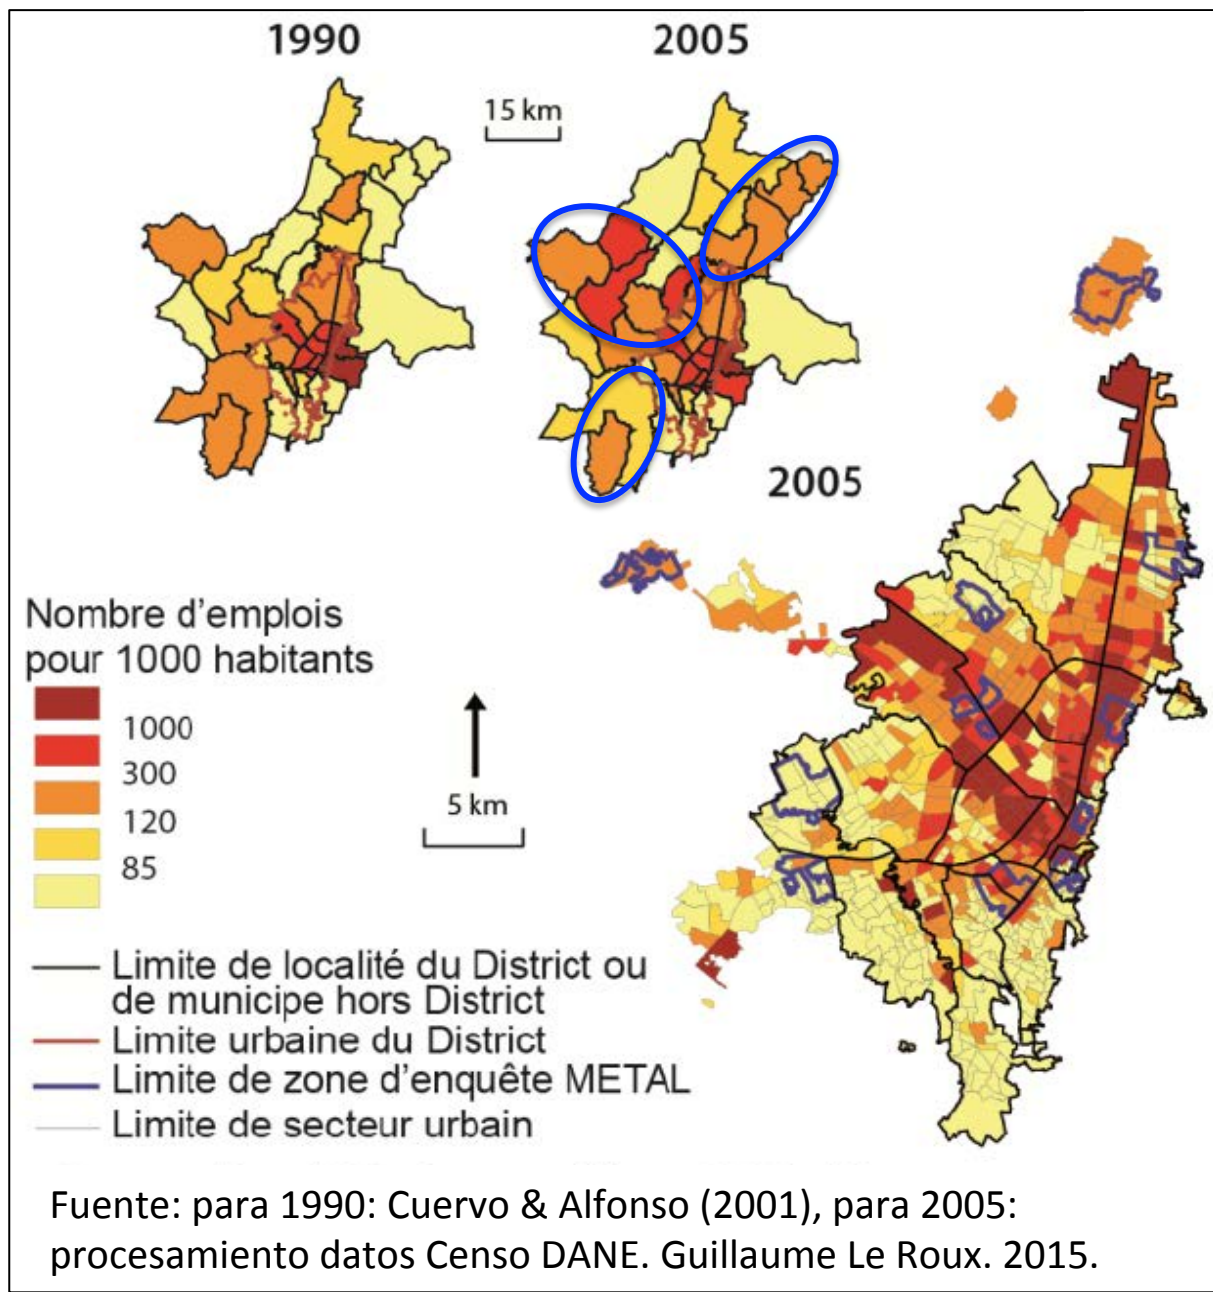 1990
2005
15 km
2005
Nombre d'emplois
pour 1000 habitants
1000
300
120
85
5 km
Limite de localité du District ou
de municipe hors District
Limite urbaine du District
Limite de zone d'enquête METAL
Limite de secteur urbain
Fuente: para 1990: Cuervo & Alfonso (2001), para 2005:
procesamiento datos Censo DANE. Guillaume Le Roux. 2015.